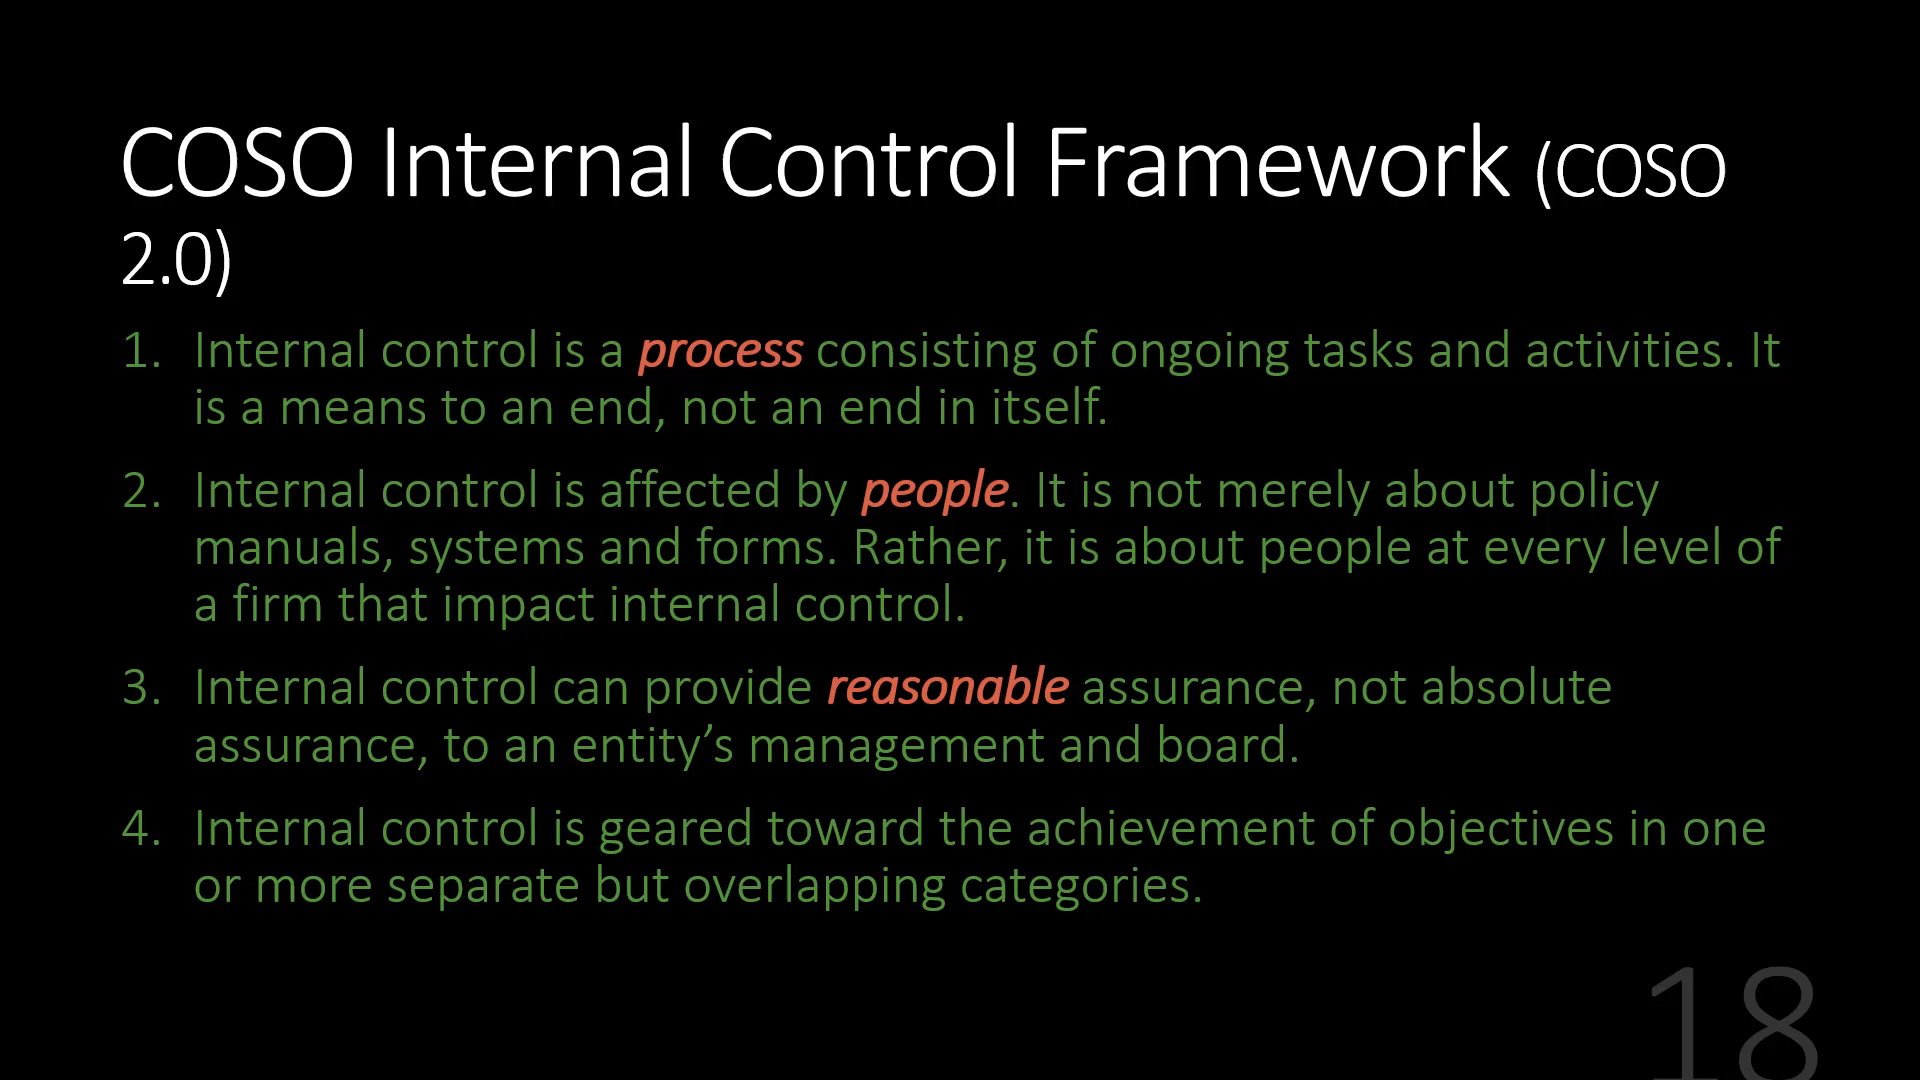 COSO Internal Control Framework (COSO
2.0)
1. Internal control is a process consisting of ongoing tasks and activities. It
is a means to an end, not an end in itself.
2. Internal control is affected by people. It is not merely about policy
manuals, systems and forms. Rather, it is about people at every level of
a firm that impact internal control.
3. Internal control can provide reasonable assurance, not absolute
assurance, to an entity’s management and board.
4. Internal control is geared toward the achievement of objectives in one
or more separate but overlapping categories.
18